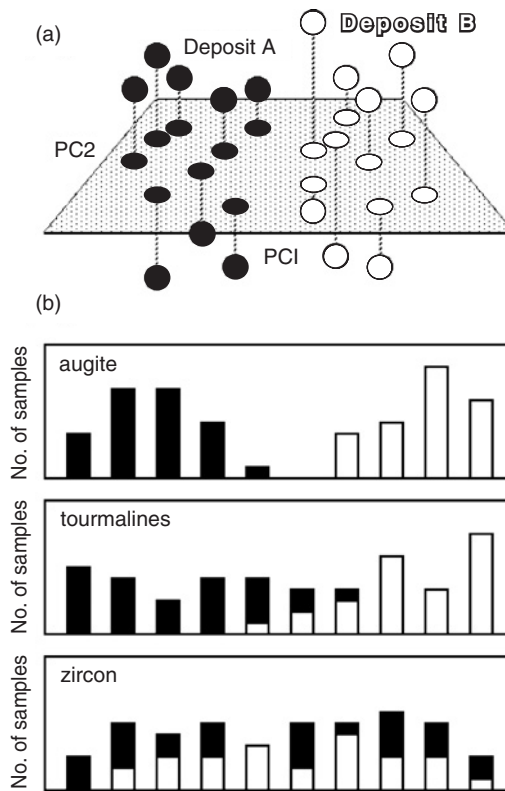 (a)
Deposit A
Deposit B
PC2
PCI
(b)
No. of samples
augite
No. of samples
tourmalines
No. of samples
zircon